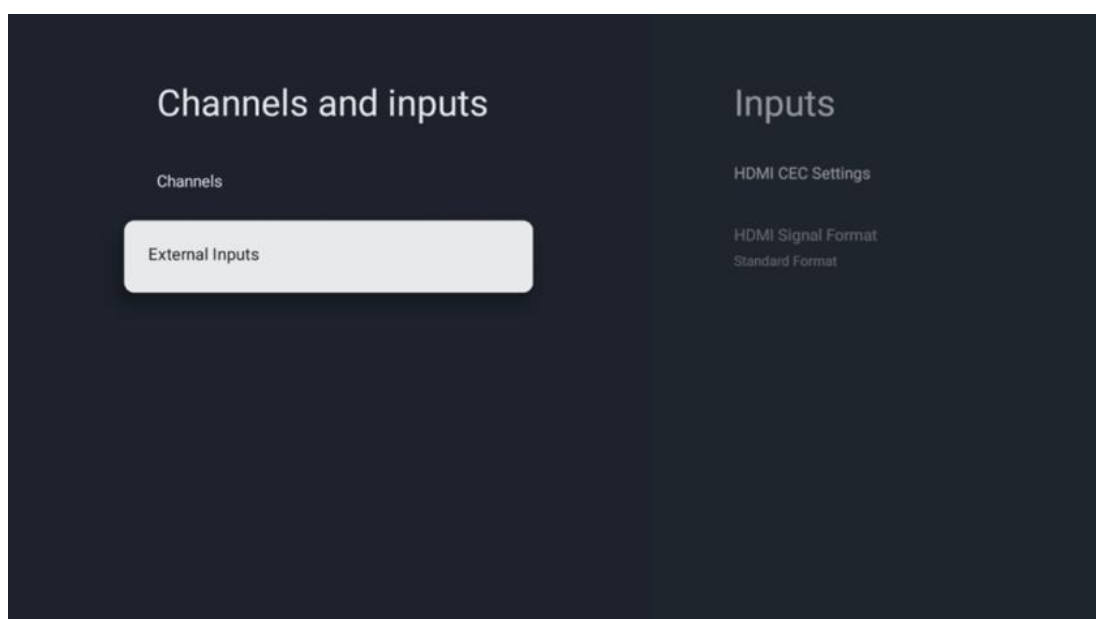 Channels and inputs
Channels
External Inputs
Inputs
HDMI CEC Settings
HDMI Signal Format
Standard Format